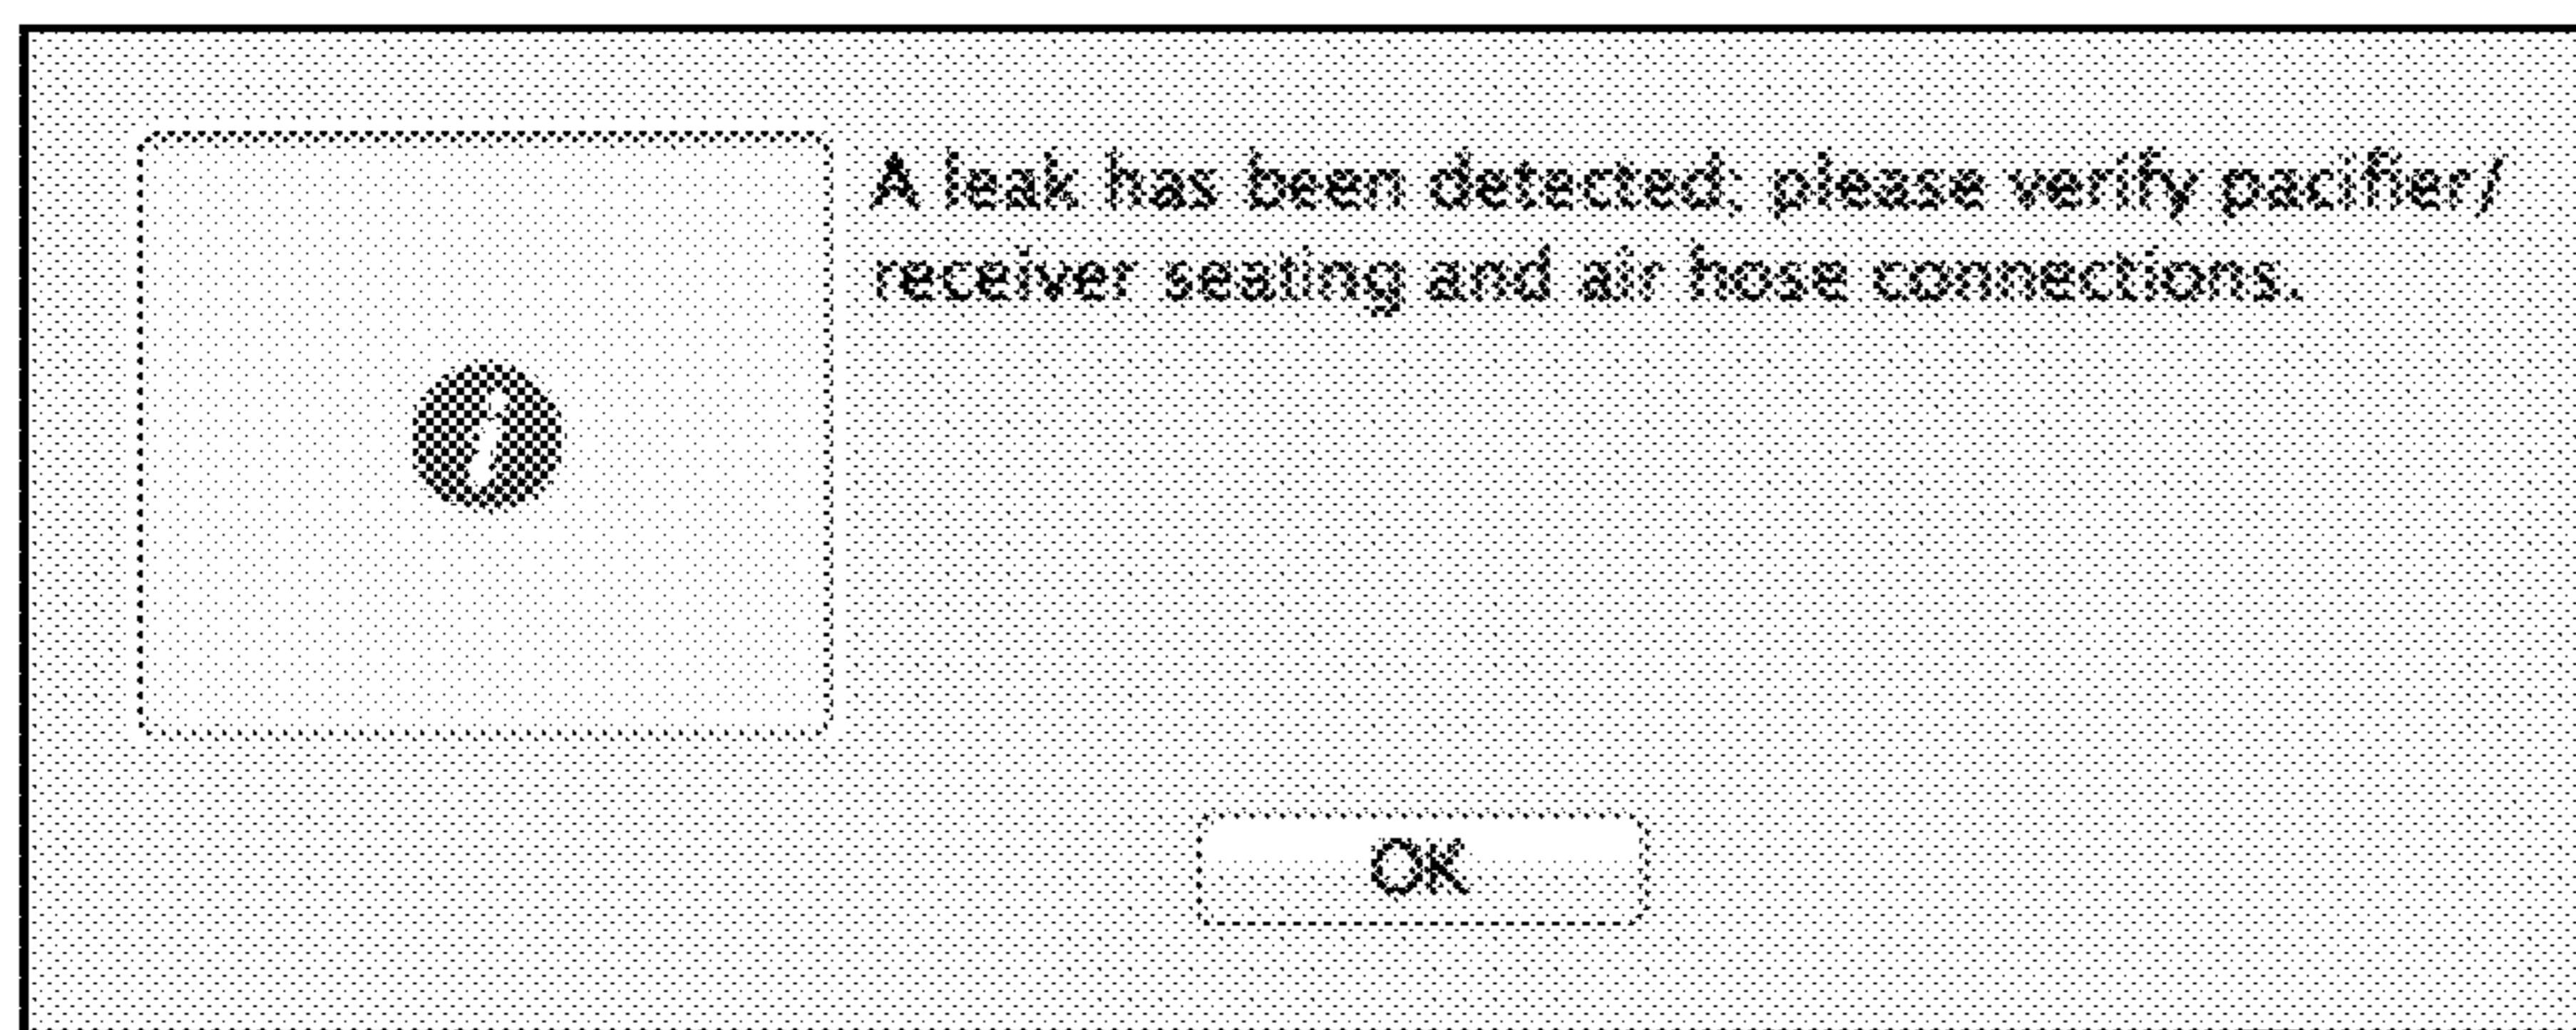 A leak has been detected; please verify pacifier/
receiver seating and air hose connections.
i
OK